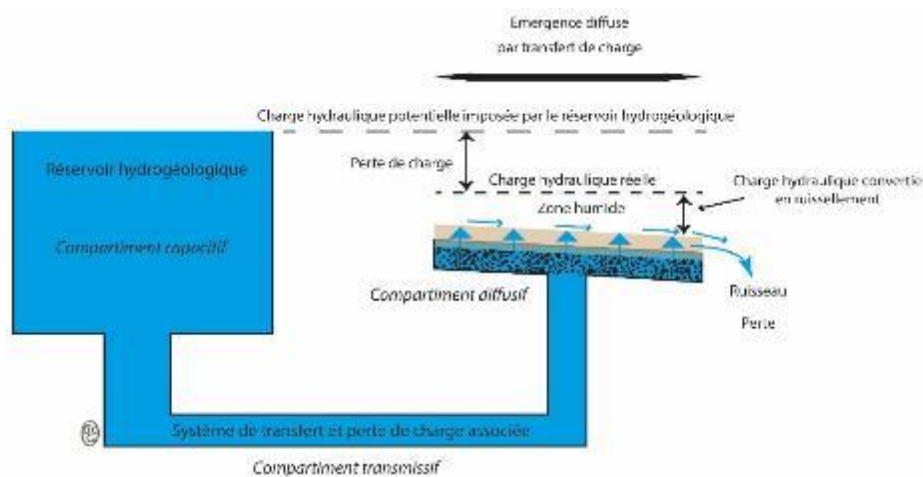 Emergence diffuse
par transfert de charge
Charge hydraulique potentielle imposée par le réservoir hydrogéologique
Réservoir hydrogéologique
Perte de charge
Charge hydraulique réelle
Charge hydraulique convertie
en ruissellement
Zone humide
Compartiment capacitif
Compartiment diffusif
Ruisseau
Perte
Système de transfert et perte de charge associée
Compartiment transmissif